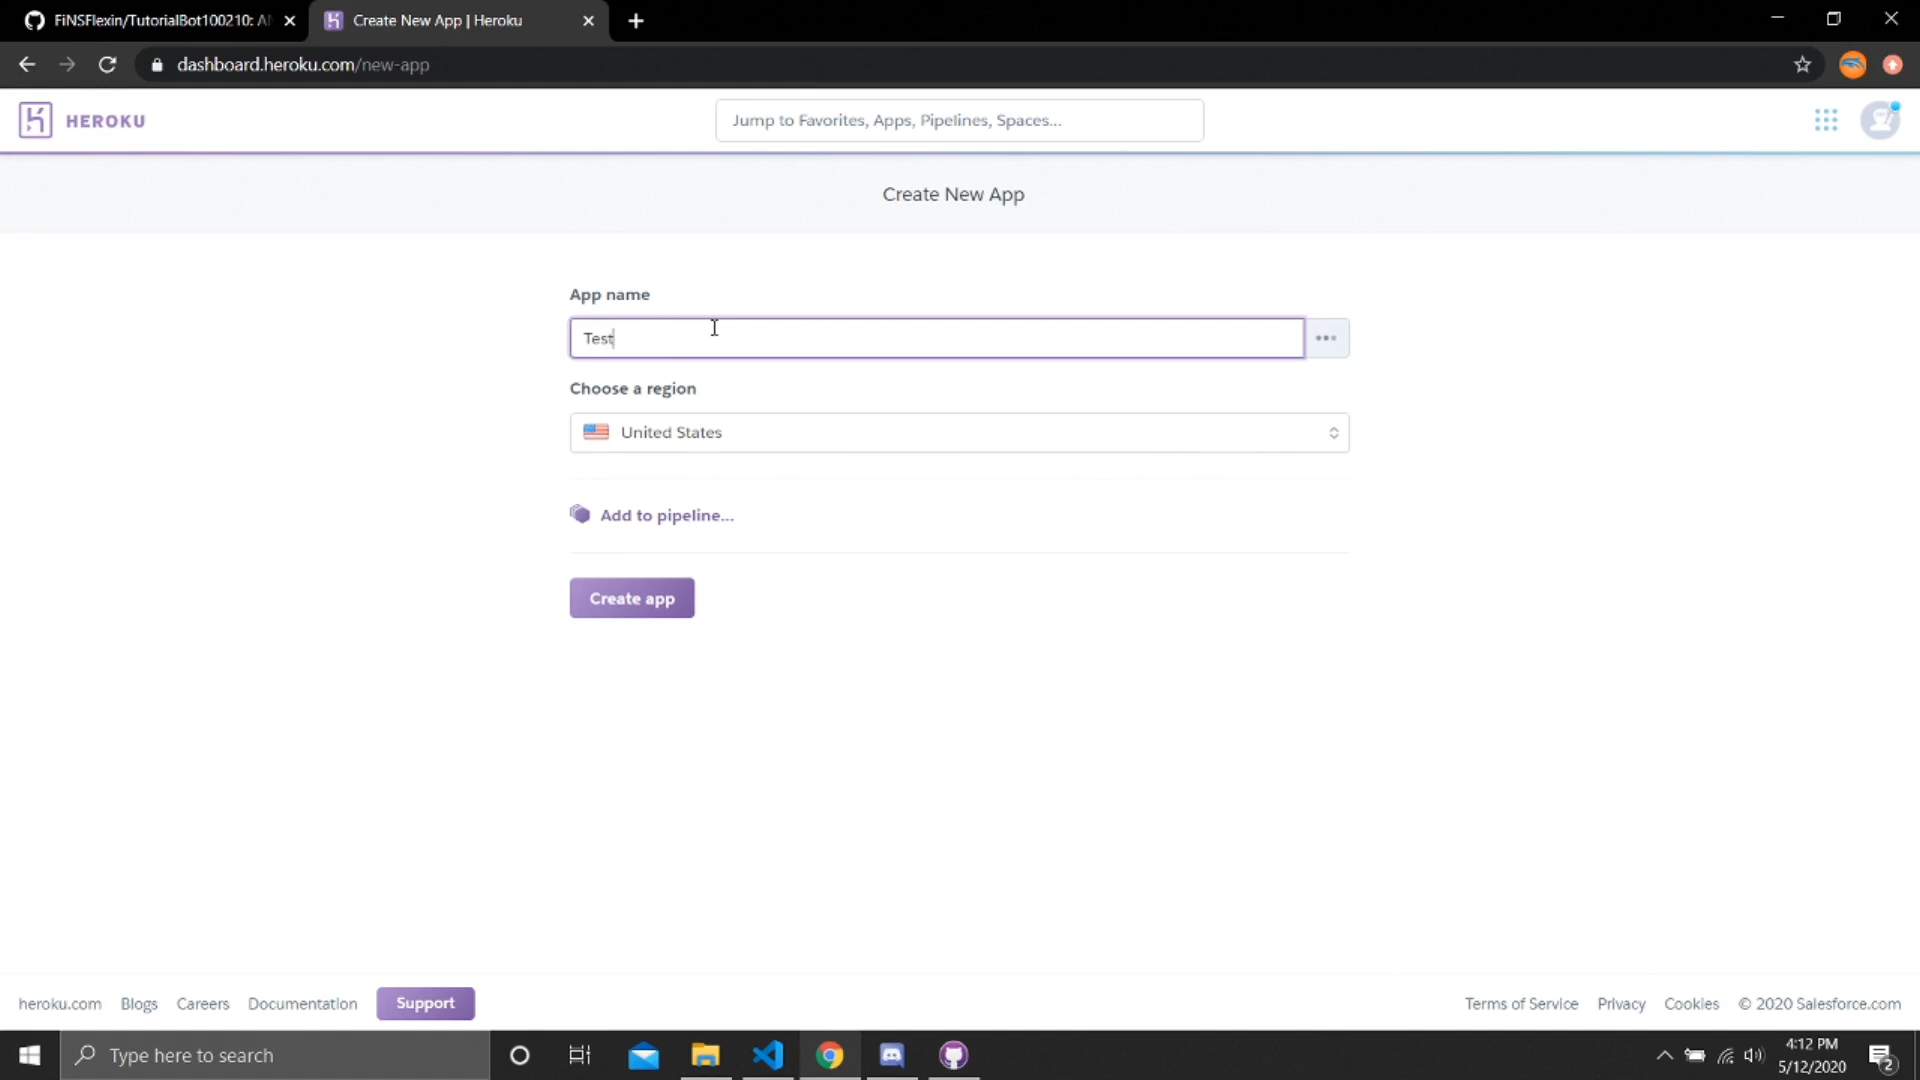 FiNSFlexin/TutorialBot100210: Al
Create New App | Heroku
dashboard.heroku.com/new-app
HEROKU
Jump to Favorites, Apps, Pipelines, Spaces...
Create New App
App name
Test
Choose a region
United States
Add to pipeline...
Create app
heroku.com Blogs Careers Documentation Support
Terms of Service Privacy Cookies © 2020 Salesforce.com
Type here to search
4:12 PM
5/12/2020
2